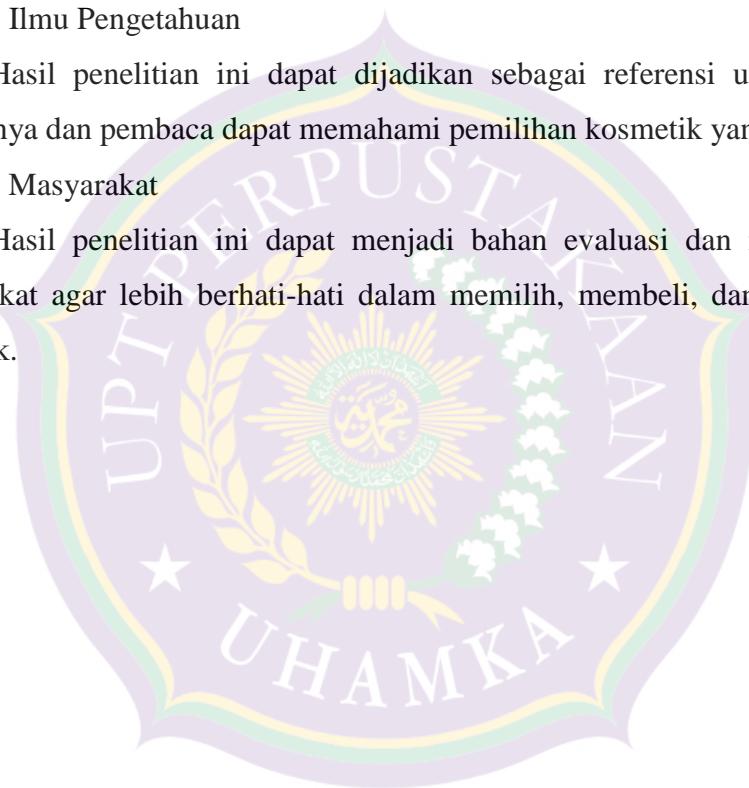 Ilmu Pengetahuan
Hasil penelitian ini dapat dijadikan sebagai referensi u
nya dan pembaca dapat memahami pemilihan kosmetik yan
Masyarakat
Hasil penelitian ini dapat menjadi bahan evaluasi dan
kat agar lebih berhati-hati dalam memilih, membeli, dan
k.
UPT PERPUSTAKAAN
UHAMKA